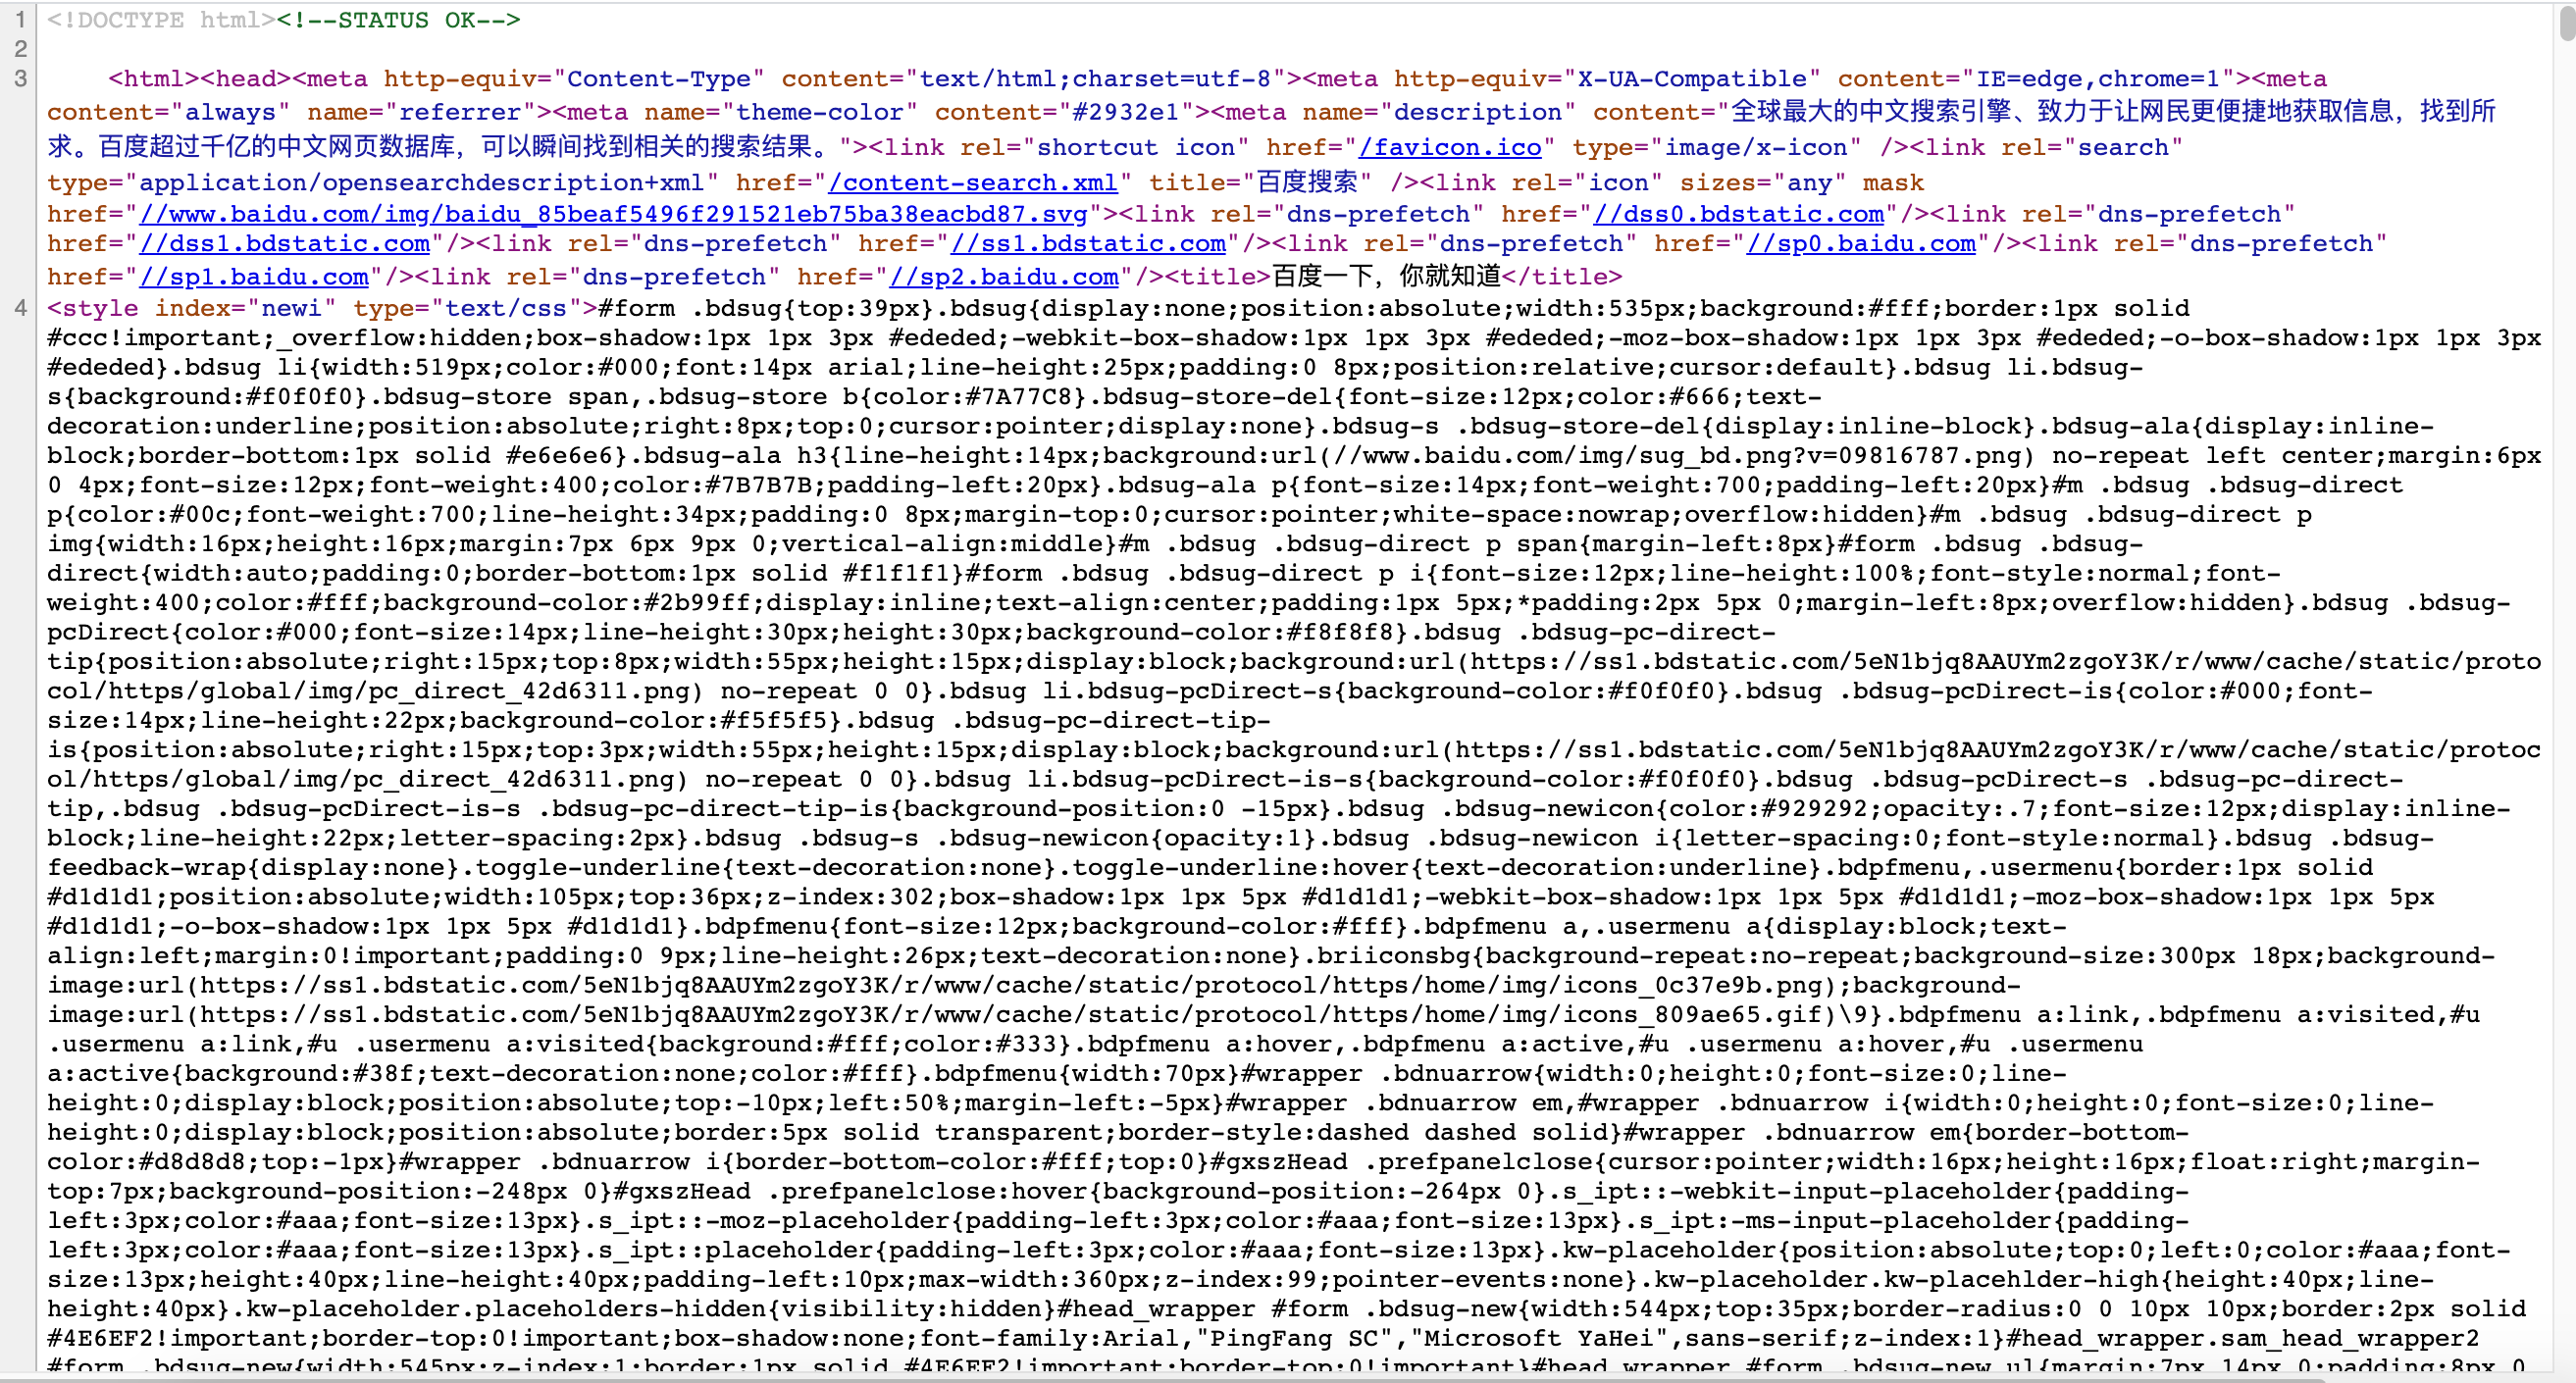 1 <!DOCTYPE html><!--STATUS OK-->
2
3     <html><head><meta http-equiv="Content-Type" content="text/html;charset=utf-8"><meta http-equiv="X-UA-Compatible" content="IE=edge,chrome=1"><meta
content="always" name="referrer"><meta name="theme-color" content="#2932e1"><meta name="description" content="全球最大的中文搜索引擎、致力于让网民更便捷地获取信息，找到所
求。百度超过千亿的中文网页数据库，可以瞬间找到相关的搜索结果。"><link rel="shortcut icon" href="/favicon.ico" type="image/x-icon" /><link rel="search"
type="application/opensearchdescription+xml" href="/content-search.xml" title="百度搜索" /><link rel="icon" sizes="any" mask
href="//www.baidu.com/img/baidu_85beaf5496f291521eb75ba38eacbd87.svg"><link rel="dns-prefetch" href="//dss0.bdstatic.com"/><link rel="dns-prefetch"
href="//dss1.bdstatic.com"/><link rel="dns-prefetch" href="//ss1.bdstatic.com"/><link rel="dns-prefetch" href="//sp0.baidu.com"/><link rel="dns-prefetch"
href="//sp1.baidu.com"/><link rel="dns-prefetch" href="//sp2.baidu.com"/><title>百度一下，你就知道</title>
4 <style index="newi" type="text/css">#form .bdsug{top:39px}.bdsug{display:none;position:absolute;width:535px;background:#fff;border:1px solid
#ccc!important;_overflow:hidden;box-shadow:1px 1px 3px #ededed;-webkit-box-shadow:1px 1px 3px #ededed;-moz-box-shadow:1px 1px 3px #ededed;-o-box-shadow:1px 1px 3px
#ededed}.bdsug li{width:519px;color:#000;font:14px arial;line-height:25px;padding:0 8px;position:relative;cursor:default}.bdsug li.bdsug-
s{background:#f0f0f0}.bdsug-store span,.bdsug-store b{color:#7A77C8}.bdsug-store-del{font-size:12px;color:#666;text-
decoration:underline;position:absolute;right:8px;top:0;cursor:pointer;display:none}.bdsug-s .bdsug-store-del{display:inline-block}.bdsug-ala{display:inline-
block;border-bottom:1px solid #e6e6e6}.bdsug-ala h3{line-height:14px;background:url(//www.baidu.com/img/sug_bd.png?v=09816787.png) no-repeat left center;margin:6px
0 4px;font-size:12px;font-weight:400;color:#7B7B7B;padding-left:20px}.bdsug-ala p{font-size:14px;font-weight:700;padding-left:20px}#m .bdsug .bdsug-direct
p{color:#00c;font-weight:700;line-height:34px;padding:0 8px;margin-top:0;cursor:pointer;white-space:nowrap;overflow:hidden}#m .bdsug .bdsug-direct p
img{width:16px;height:16px;margin:7px 6px 9px 0;vertical-align:middle}#m .bdsug .bdsug-direct p span{margin-left:8px}#form .bdsug .bdsug-
direct{width:auto;padding:0;border-bottom:1px solid #f1f1f1}#form .bdsug .bdsug-direct p i{font-size:12px;line-height:100%;font-style:normal;font-
weight:400;color:#fff;background-color:#2b99ff;display:inline;text-align:center;padding:1px 5px;*padding:2px 5px 0;margin-left:8px;overflow:hidden}.bdsug .bdsug-
pcDirect{color:#000;font-size:14px;line-height:30px;height:30px;background-color:#f8f8f8}.bdsug .bdsug-pc-direct-
tip{position:absolute;right:15px;top:8px;width:55px;height:15px;display:block;background:url(https://ss1.bdstatic.com/5eN1bjq8AAUYm2zgoY3K/r/www/cache/static/proto
col/https/global/img/pc_direct_42d6311.png) no-repeat 0 0}.bdsug li.bdsug-pcDirect-s{background-color:#f0f0f0}.bdsug .bdsug-pcDirect-is{color:#000;font-
size:14px;line-height:22px;background-color:#f5f5f5}.bdsug .bdsug-pc-direct-tip-
is{position:absolute;right:15px;top:3px;width:55px;height:15px;display:block;background:url(https://ss1.bdstatic.com/5eN1bjq8AAUYm2zgoY3K/r/www/cache/static/protoc
ol/https/global/img/pc_direct_42d6311.png) no-repeat 0 0}.bdsug li.bdsug-pcDirect-is-s{background-color:#f0f0f0}.bdsug .bdsug-pcDirect-s .bdsug-pc-direct-
tip,.bdsug .bdsug-pcDirect-is-s .bdsug-pc-direct-tip-is{background-position:0 -15px}.bdsug .bdsug-newicon{color:#929292;opacity:.7;font-size:12px;display:inline-
block;line-height:22px;letter-spacing:2px}.bdsug .bdsug-s .bdsug-newicon{opacity:1}.bdsug .bdsug-newicon i{letter-spacing:0;font-style:normal}.bdsug .bdsug-
feedback-wrap{display:none}.toggle-underline{text-decoration:none}.toggle-underline:hover{text-decoration:underline}.bdpfmenu,.usermenu{border:1px solid
#d1d1d1;position:absolute;width:105px;top:36px;z-index:302;box-shadow:1px 1px 5px #d1d1d1;-webkit-box-shadow:1px 1px 5px #d1d1d1;-moz-box-shadow:1px 1px 5px
#d1d1d1;-o-box-shadow:1px 1px 5px #d1d1d1}.bdpfmenu{font-size:12px;background-color:#fff}.bdpfmenu a,.usermenu a{display:block;text-
align:left;margin:0!important;padding:0 9px;line-height:26px;text-decoration:none}.briiconsbg{background-repeat:no-repeat;background-size:300px 18px;background-
image:url(https://ss1.bdstatic.com/5eN1bjq8AAUYm2zgoY3K/r/www/cache/static/protocol/https/home/img/icons_0c37e9b.png);background-
image:url(https://ss1.bdstatic.com/5eN1bjq8AAUYm2zgoY3K/r/www/cache/static/protocol/https/home/img/icons_809ae65.gif)\9}.bdpfmenu a:link,.bdpfmenu a:visited,#u
.usermenu a:link,#u .usermenu a:visited{background:#fff;color:#333}.bdpfmenu a:hover,.bdpfmenu a:active,#u .usermenu a:hover,#u .usermenu
a:active{background:#38f;text-decoration:none;color:#fff}.bdpfmenu{width:70px}#wrapper .bdnuarrow{width:0;height:0;font-size:0;line-
height:0;display:block;position:absolute;top:-10px;left:50%;margin-left:-5px}#wrapper .bdnuarrow em,#wrapper .bdnuarrow i{width:0;height:0;font-size:0;line-
height:0;display:block;position:absolute;border:5px solid transparent;border-style:dashed dashed solid}#wrapper .bdnuarrow em{border-bottom-
color:#d8d8d8;top:-1px}#wrapper .bdnuarrow i{border-bottom-color:#fff;top:0}#gxszHead .prefpanelclose{cursor:pointer;width:16px;height:16px;float:right;margin-
top:7px;background-position:-248px 0}#gxszHead .prefpanelclose:hover{background-position:-264px 0}.s_ipt::-webkit-input-placeholder{padding-
left:3px;color:#aaa;font-size:13px}.s_ipt::-moz-placeholder{padding-left:3px;color:#aaa;font-size:13px}.s_ipt:-ms-input-placeholder{padding-
left:3px;color:#aaa;font-size:13px}.s_ipt::placeholder{padding-left:3px;color:#aaa;font-size:13px}.kw-placeholder{position:absolute;top:0;left:0;color:#aaa;font-
size:13px;height:40px;line-height:40px;padding-left:10px;max-width:360px;z-index:99;pointer-events:none}.kw-placeholder.kw-placehlder-high{height:40px;line-
height:40px}.kw-placeholder.placeholders-hidden{visibility:hidden}#head_wrapper #form .bdsug-new{width:544px;top:35px;border-radius:0 0 10px 10px;border:2px solid
#4E6EF2!important;border-top:0!important;box-shadow:none;font-family:Arial,"PingFang SC","Microsoft YaHei",sans-serif;z-index:1}#head_wrapper.sam_head_wrapper2
#form .bdsug-new{width:545px;z-index:1;border:1px solid #4E6EF2!important;border-top:0!important}#head_wrapper #form .bdsug-new ul{margin:7px 14px 0;padding:8px 0